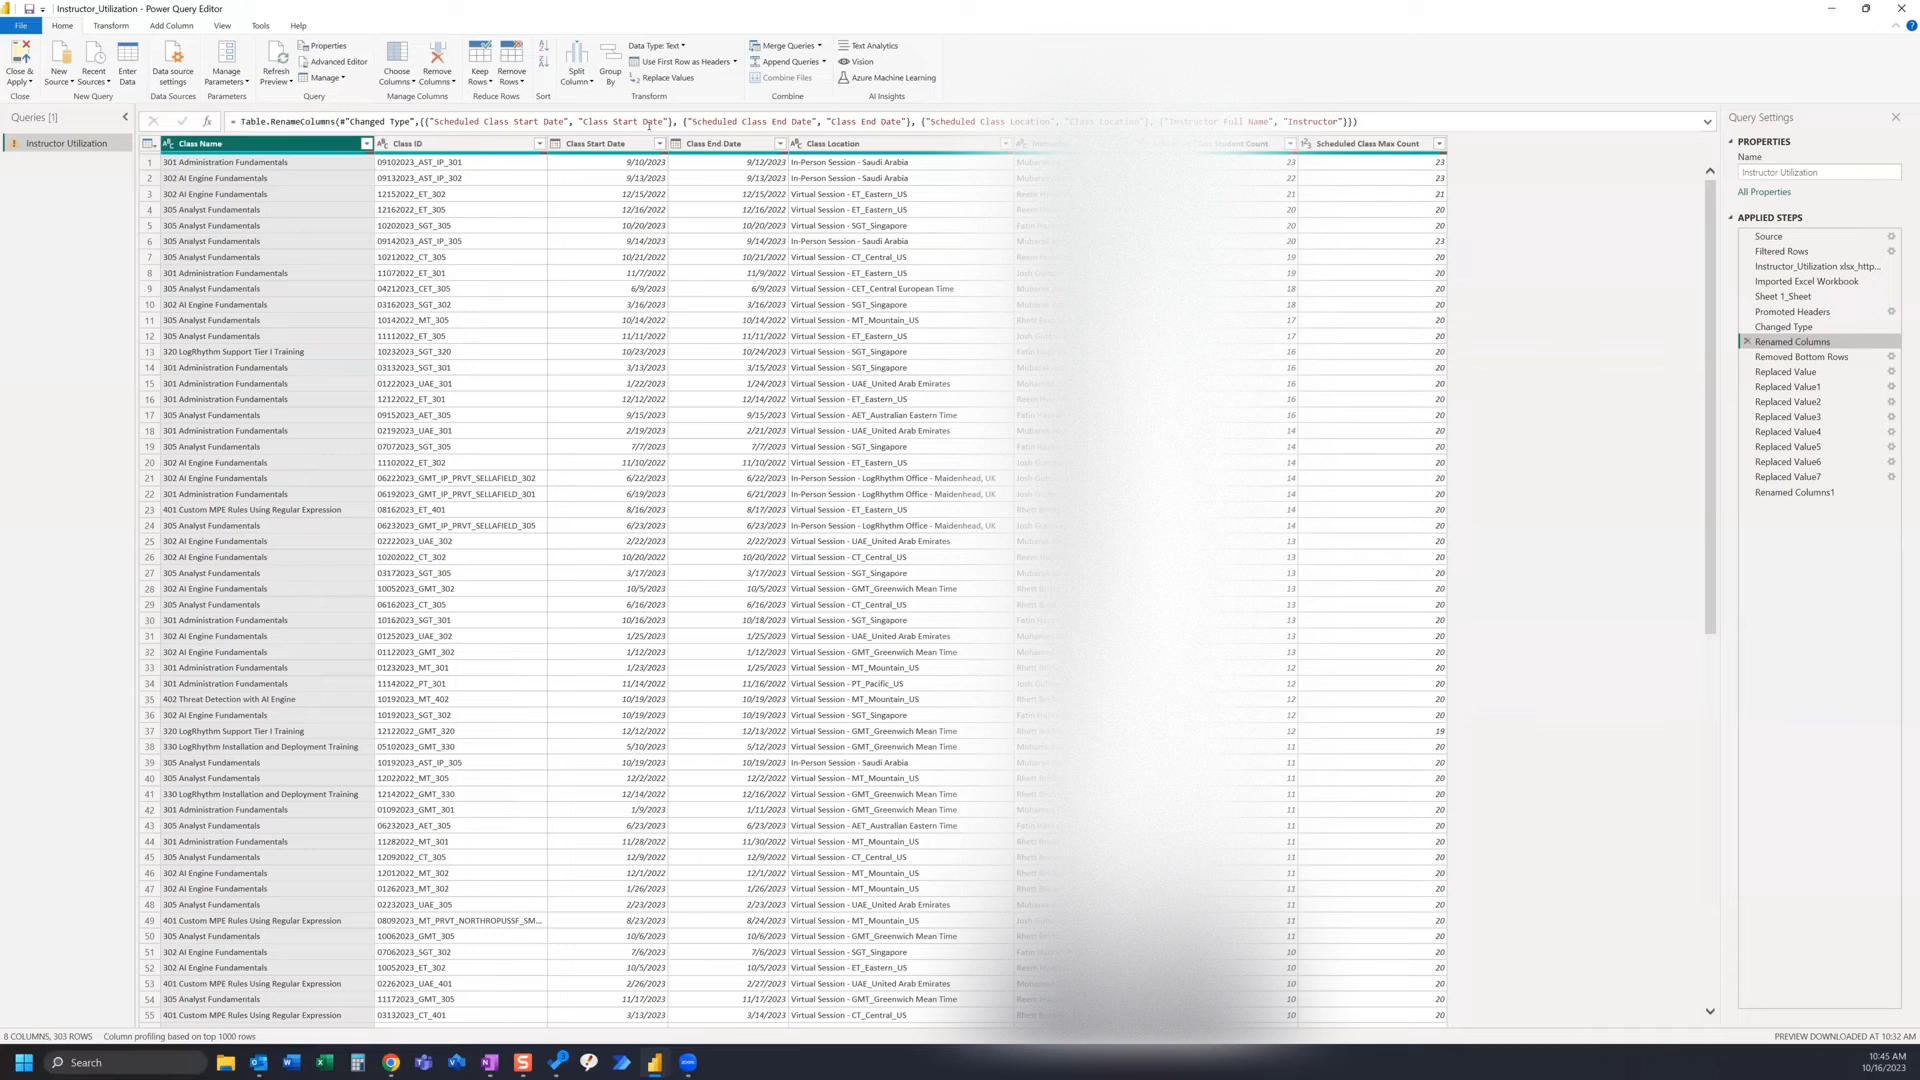 Instructor_Utilization - Power Query Editor
File Home Transform Add Column View Tools Help
Close & Apply New Source Recent Sources Enter Data Data source settings Manage Parameters Refresh Preview Properties Advanced Editor Manage Choose Columns Remove Columns Keep Rows Remove Rows Split Column Group By Data Type: Text Use First Row as Headers Replace Values Merge Queries Append Queries Combine Files Text Analytics Vision Azure Machine Learning
Close New Query Data Sources Parameters Query Manage Columns Reduce Rows Sort Transform Combine AI Insights
Queries [1]
= Table.RenameColumns(#"Changed Type",{{"Scheduled Class Start Date", "Class Start Date"}, {"Scheduled Class End Date", "Class End Date"}, {"Scheduled Class Location", "Class Location"}, {"Instructor Full Name", "Instructor"}})
Instructor Utilization
Class Name Class ID Class Start Date Class End Date Class Location Student Count Scheduled Class Max Count
1 301 Administration Fundamentals 09102023_AST_IP_301 9/10/2023 9/12/2023 In-Person Session - Saudi Arabia 23 23
2 302 AI Engine Fundamentals 09132023_AST_IP_302 9/13/2023 9/13/2023 In-Person Session - Saudi Arabia 22 23
3 302 AI Engine Fundamentals 12152022_ET_302 12/15/2022 12/15/2022 Virtual Session - ET_Eastern_US 21 21
4 305 Analyst Fundamentals 12162022_ET_305 12/16/2022 12/16/2022 Virtual Session - ET_Eastern_US 20 20
5 305 Analyst Fundamentals 10202022_SGT_305 10/20/2022 10/20/2022 Virtual Session - SGT_Singapore 20 20
6 305 Analyst Fundamentals 09142023_AST_IP_305 9/14/2023 9/14/2023 In-Person Session - Saudi Arabia 20 23
7 305 Analyst Fundamentals 10212022_CT_305 10/21/2022 10/21/2022 Virtual Session - CT_Central_US 19 20
8 301 Administration Fundamentals 11072022_ET_301 11/7/2022 11/9/2022 Virtual Session - ET_Eastern_US 19 20
9 305 Analyst Fundamentals 04212023_CET_305 6/9/2023 6/9/2023 Virtual Session - CET_Central European Time 18 20
10 302 AI Engine Fundamentals 03162023_SGT_302 3/16/2023 3/16/2023 Virtual Session - SGT_Singapore 18 20
11 305 Analyst Fundamentals 10142022_MT_305 10/14/2022 10/14/2022 Virtual Session - MT_Mountain_US 17 20
12 305 Analyst Fundamentals 11112022_ET_305 11/11/2022 11/11/2022 Virtual Session - ET_Eastern_US 17 20
13 320 LogRhythm Support Tier I Training 10232023_SGT_320 10/23/2023 10/24/2023 Virtual Session - SGT_Singapore 16 20
14 301 Administration Fundamentals 03132023_SGT_301 3/13/2023 3/15/2023 Virtual Session - SGT_Singapore 16 20
15 301 Administration Fundamentals 01222023_UAE_301 1/22/2023 1/24/2023 Virtual Session - UAE_United Arab Emirates 16 20
16 301 Administration Fundamentals 12122022_ET_301 12/12/2022 12/14/2022 Virtual Session - ET_Eastern_US 16 20
17 305 Analyst Fundamentals 09152023_AET_305 9/15/2023 9/15/2023 Virtual Session - AET_Australian Eastern Time 16 20
18 301 Administration Fundamentals 02192023_UAE_301 2/19/2023 2/21/2023 Virtual Session - UAE_United Arab Emirates 14 20
19 305 Analyst Fundamentals 07072023_SGT_305 7/7/2023 7/7/2023 Virtual Session - SGT_Singapore 14 20
20 302 AI Engine Fundamentals 11102022_ET_302 11/10/2022 11/10/2022 Virtual Session - ET_Eastern_US 14 20
21 302 AI Engine Fundamentals 06222023_GMT_IP_PRVT_SELLAFIELD_302 6/22/2023 6/22/2023 In-Person Session - LogRhythm Office - Maidenhead, UK 14 20
22 301 Administration Fundamentals 06192023_GMT_IP_PRVT_SELLAFIELD_301 6/19/2023 6/21/2023 In-Person Session - LogRhythm Office - Maidenhead, UK 14 20
23 401 Custom MPE Rules Using Regular Expression 08162023_ET_401 8/16/2023 8/17/2023 Virtual Session - ET_Eastern_US 14 20
24 305 Analyst Fundamentals 06232023_GMT_IP_PRVT_SELLAFIELD_305 6/23/2023 6/23/2023 In-Person Session - LogRhythm Office - Maidenhead, UK 14 20
25 302 AI Engine Fundamentals 02222023_UAE_302 2/22/2023 2/22/2023 Virtual Session - UAE_United Arab Emirates 13 20
26 302 AI Engine Fundamentals 10202022_CT_302 10/20/2022 10/20/2022 Virtual Session - CT_Central_US 13 20
27 305 Analyst Fundamentals 03172023_SGT_305 3/17/2023 3/17/2023 Virtual Session - SGT_Singapore 13 20
28 302 AI Engine Fundamentals 10052023_GMT_302 10/5/2023 10/5/2023 Virtual Session - GMT_Greenwich Mean Time 13 20
29 305 Analyst Fundamentals 06162023_CT_305 6/16/2023 6/16/2023 Virtual Session - CT_Central_US 13 20
30 301 Administration Fundamentals 10162023_SGT_301 10/16/2023 10/18/2023 Virtual Session - SGT_Singapore 13 20
31 302 AI Engine Fundamentals 01252023_UAE_302 1/25/2023 1/25/2023 Virtual Session - UAE_United Arab Emirates 13 20
32 302 AI Engine Fundamentals 01122023_GMT_302 1/12/2023 1/12/2023 Virtual Session - GMT_Greenwich Mean Time 13 20
33 301 Administration Fundamentals 01232023_MT_301 1/23/2023 1/25/2023 Virtual Session - MT_Mountain_US 12 20
34 301 Administration Fundamentals 11142022_PT_301 11/14/2022 11/16/2022 Virtual Session - PT_Pacific_US 12 20
35 402 Threat Detection with AI Engine 10192023_MT_402 10/19/2023 10/19/2023 Virtual Session - MT_Mountain_US 12 20
36 302 AI Engine Fundamentals 10192023_SGT_302 10/19/2023 10/19/2023 Virtual Session - SGT_Singapore 12 20
37 320 LogRhythm Support Tier I Training 12122022_GMT_320 12/12/2022 12/13/2022 Virtual Session - GMT_Greenwich Mean Time 12 19
38 330 LogRhythm Installation and Deployment Training 05102023_GMT_330 5/10/2023 5/12/2023 Virtual Session - GMT_Greenwich Mean Time 11 20
39 305 Analyst Fundamentals 10192023_AST_IP_305 10/19/2023 10/19/2023 In-Person Session - Saudi Arabia 11 20
40 305 Analyst Fundamentals 12022022_MT_305 12/2/2022 12/2/2022 Virtual Session - MT_Mountain_US 11 20
41 330 LogRhythm Installation and Deployment Training 12142022_GMT_330 12/14/2022 12/16/2022 Virtual Session - GMT_Greenwich Mean Time 11 20
42 301 Administration Fundamentals 01092023_GMT_301 1/9/2023 1/11/2023 Virtual Session - GMT_Greenwich Mean Time 11 20
43 305 Analyst Fundamentals 06232023_AET_305 6/23/2023 6/23/2023 Virtual Session - AET_Australian Eastern Time 11 20
44 301 Administration Fundamentals 11282022_MT_301 11/28/2022 11/30/2022 Virtual Session - MT_Mountain_US 11 20
45 305 Analyst Fundamentals 12092022_CT_305 12/9/2022 12/9/2022 Virtual Session - CT_Central_US 11 20
46 302 AI Engine Fundamentals 12012022_MT_302 12/1/2022 12/1/2022 Virtual Session - MT_Mountain_US 11 20
47 302 AI Engine Fundamentals 01262023_MT_302 1/26/2023 1/26/2023 Virtual Session - MT_Mountain_US 11 20
48 305 Analyst Fundamentals 02232023_UAE_305 2/23/2023 2/23/2023 Virtual Session - UAE_United Arab Emirates 11 20
49 401 Custom MPE Rules Using Regular Expression 08092023_MT_PRVT_NORTHROPUSSF_SM... 8/23/2023 8/24/2023 Virtual Session - MT_Mountain_US 11 20
50 305 Analyst Fundamentals 10062023_GMT_305 10/6/2023 10/6/2023 Virtual Session - GMT_Greenwich Mean Time 11 20
51 302 AI Engine Fundamentals 07062023_SGT_302 7/6/2023 7/6/2023 Virtual Session - SGT_Singapore 10 20
52 302 AI Engine Fundamentals 10052023_ET_302 10/5/2023 10/5/2023 Virtual Session - ET_Eastern_US 10 20
53 401 Custom MPE Rules Using Regular Expression 02262023_UAE_401 2/26/2023 2/27/2023 Virtual Session - UAE_United Arab Emirates 10 20
54 305 Analyst Fundamentals 11172023_GMT_305 11/17/2023 11/17/2023 Virtual Session - GMT_Greenwich Mean Time 10 20
55 401 Custom MPE Rules Using Regular Expression 03132023_CT_401 3/13/2023 3/14/2023 Virtual Session - CT_Central_US 10 20
Query Settings
PROPERTIES
Name
Instructor Utilization
All Properties
APPLIED STEPS
Source
Filtered Rows
Instructor_Utilization xlsx_http...
Imported Excel Workbook
Sheet 1_Sheet
Promoted Headers
Changed Type
Renamed Columns
Removed Bottom Rows
Replaced Value
Replaced Value1
Replaced Value2
Replaced Value3
Replaced Value4
Replaced Value5
Replaced Value6
Replaced Value7
Renamed Columns1
8 COLUMNS, 303 ROWS Column profiling based on top 1000 rows PREVIEW DOWNLOADED AT 10:32 AM
Search
10:45 AM
10/16/2023